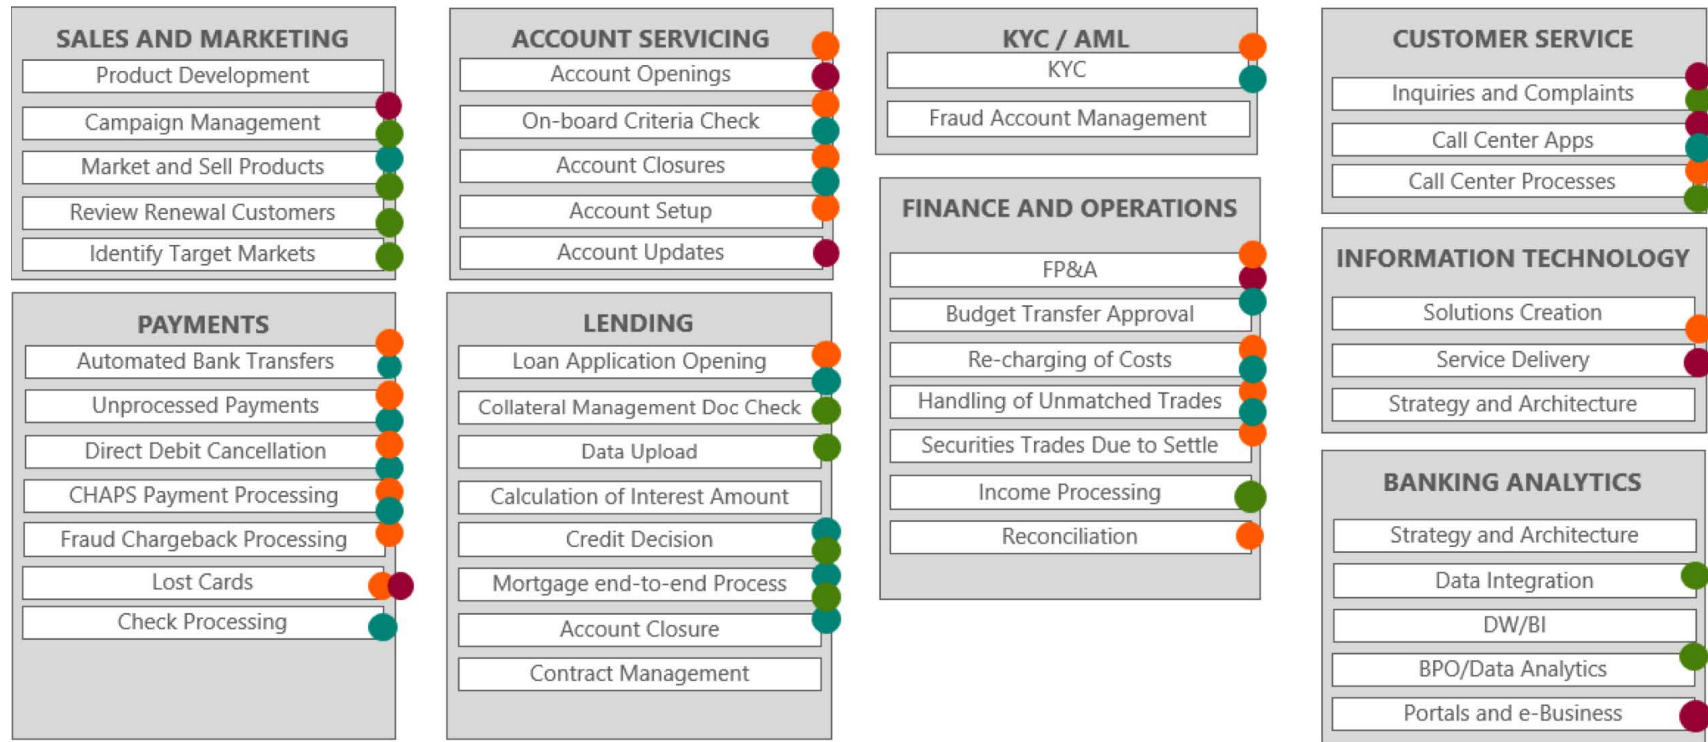 SALES AND MARKETING
Product Development
Campaign Management
Market and Sell Products
Review Renewal Customers
Identify Target Markets
PAYMENTS
Automated Bank Transfers
Unprocessed Payments
Direct Debit Cancellation
CHAPS Payment Processing
Fraud Chargeback Processing
Lost Cards
Check Processing
ACCOUNT SERVICING
Account Openings
On-board Criteria Check
Account Closures
Account Setup
Account Updates
LENDING
Loan Application Opening
Collateral Management Doc Check
Data Upload
Calculation of Interest Amount
Credit Decision
Mortgage end-to-end Process
Account Closure
Contract Management
KYC / AML
KYC
Fraud Account Management
FINANCE AND OPERATIONS
FP&A
Budget Transfer Approval
Re-charging of Costs
Handling of Unmatched Trades
Securities Trades Due to Settle
Income Processing
Reconciliation
CUSTOMER SERVICE
Inquiries and Complaints
Call Center Apps
Call Center Processes
INFORMATION TECHNOLOGY
Solutions Creation
Service Delivery
Strategy and Architecture
BANKING ANALYTICS
Strategy and Architecture
Data Integration
DW/BI
BPO/Data Analytics
Portals and e-Business